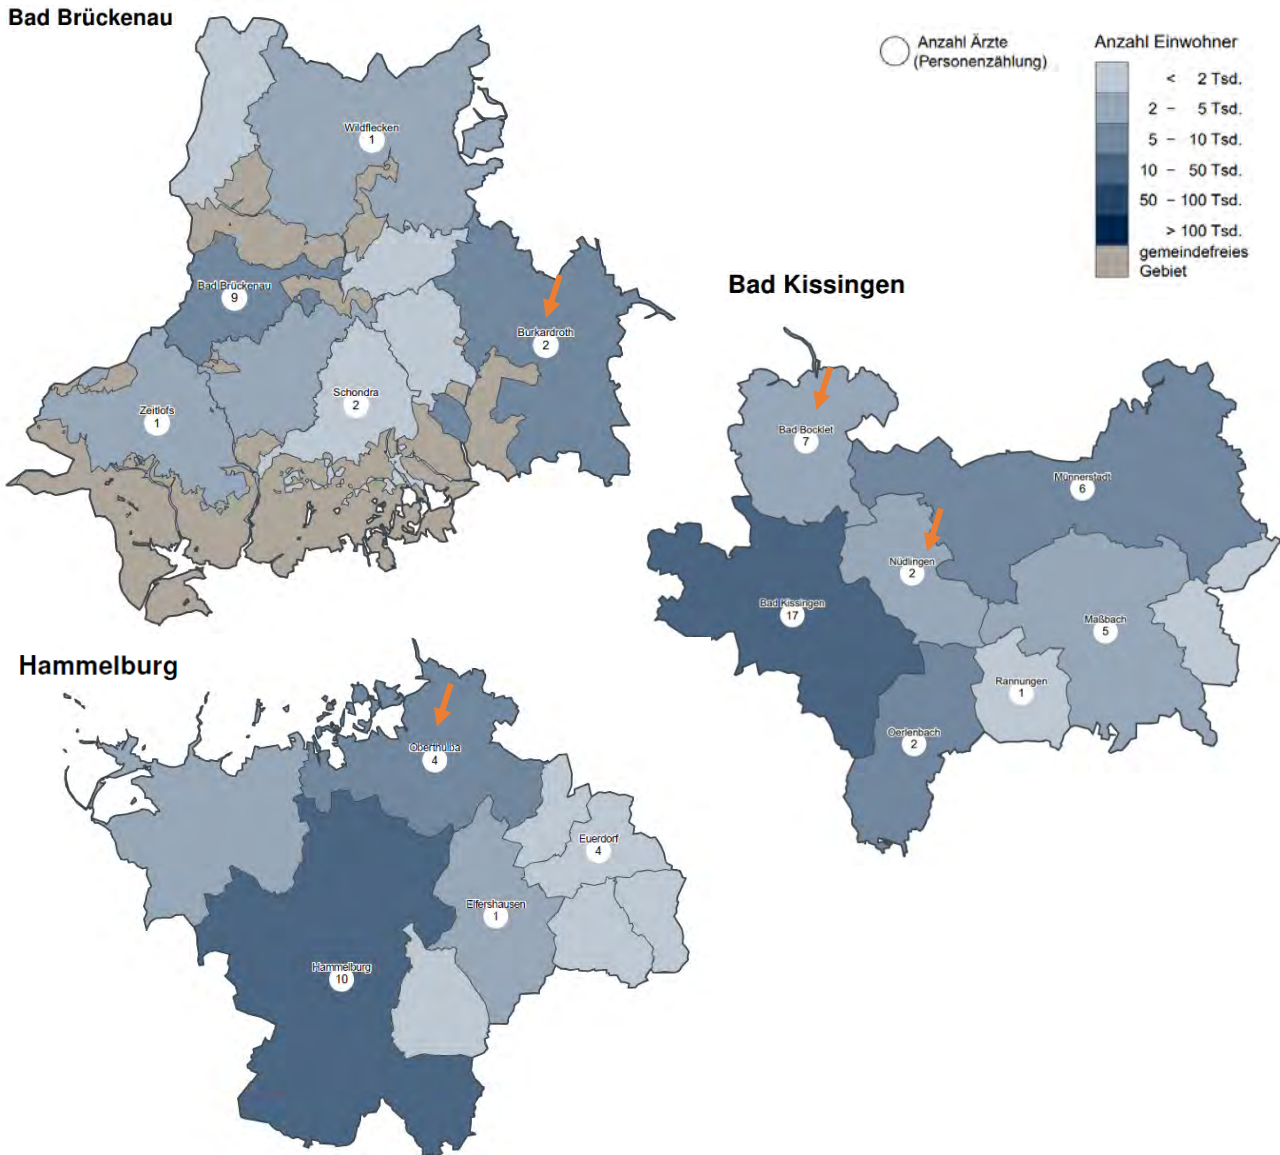 Bad Brückenau
Anzahl Ärzte
(Personenzählung)
Anzahl Einwohner
< 2 Tsd.
2 – 5 Tsd.
5 – 10 Tsd.
10 – 50 Tsd.
50 – 100 Tsd.
> 100 Tsd.
gemeindefreies
Gebiet
Wildflecken
1
Bad Brückenau
9
Burkardroth
2
Schondra
2
Zeitlofs
1
Bad Kissingen
Bad Bocklet
7
Münnerstadt
6
Nüdlingen
2
Bad Kissingen
17
Maßbach
5
Rannungen
1
Oerlenbach
2
Hammelburg
Oberthulba
4
Euerdorf
4
Elfershausen
1
Hammelburg
10